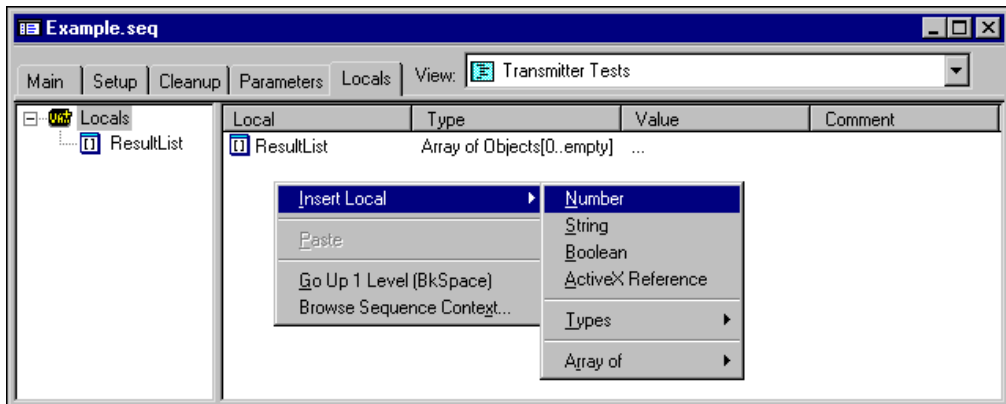 Example.seq
Main Setup Cleanup Parameters Locals View: Transmitter Tests
Locals
ResultList
Local Type Value Comment
ResultList Array of Objects[0..empty] ...
Insert Local
Paste
Go Up 1 Level (BkSpace)
Browse Sequence Context...
Number
String
Boolean
ActiveX Reference
Types
Array of